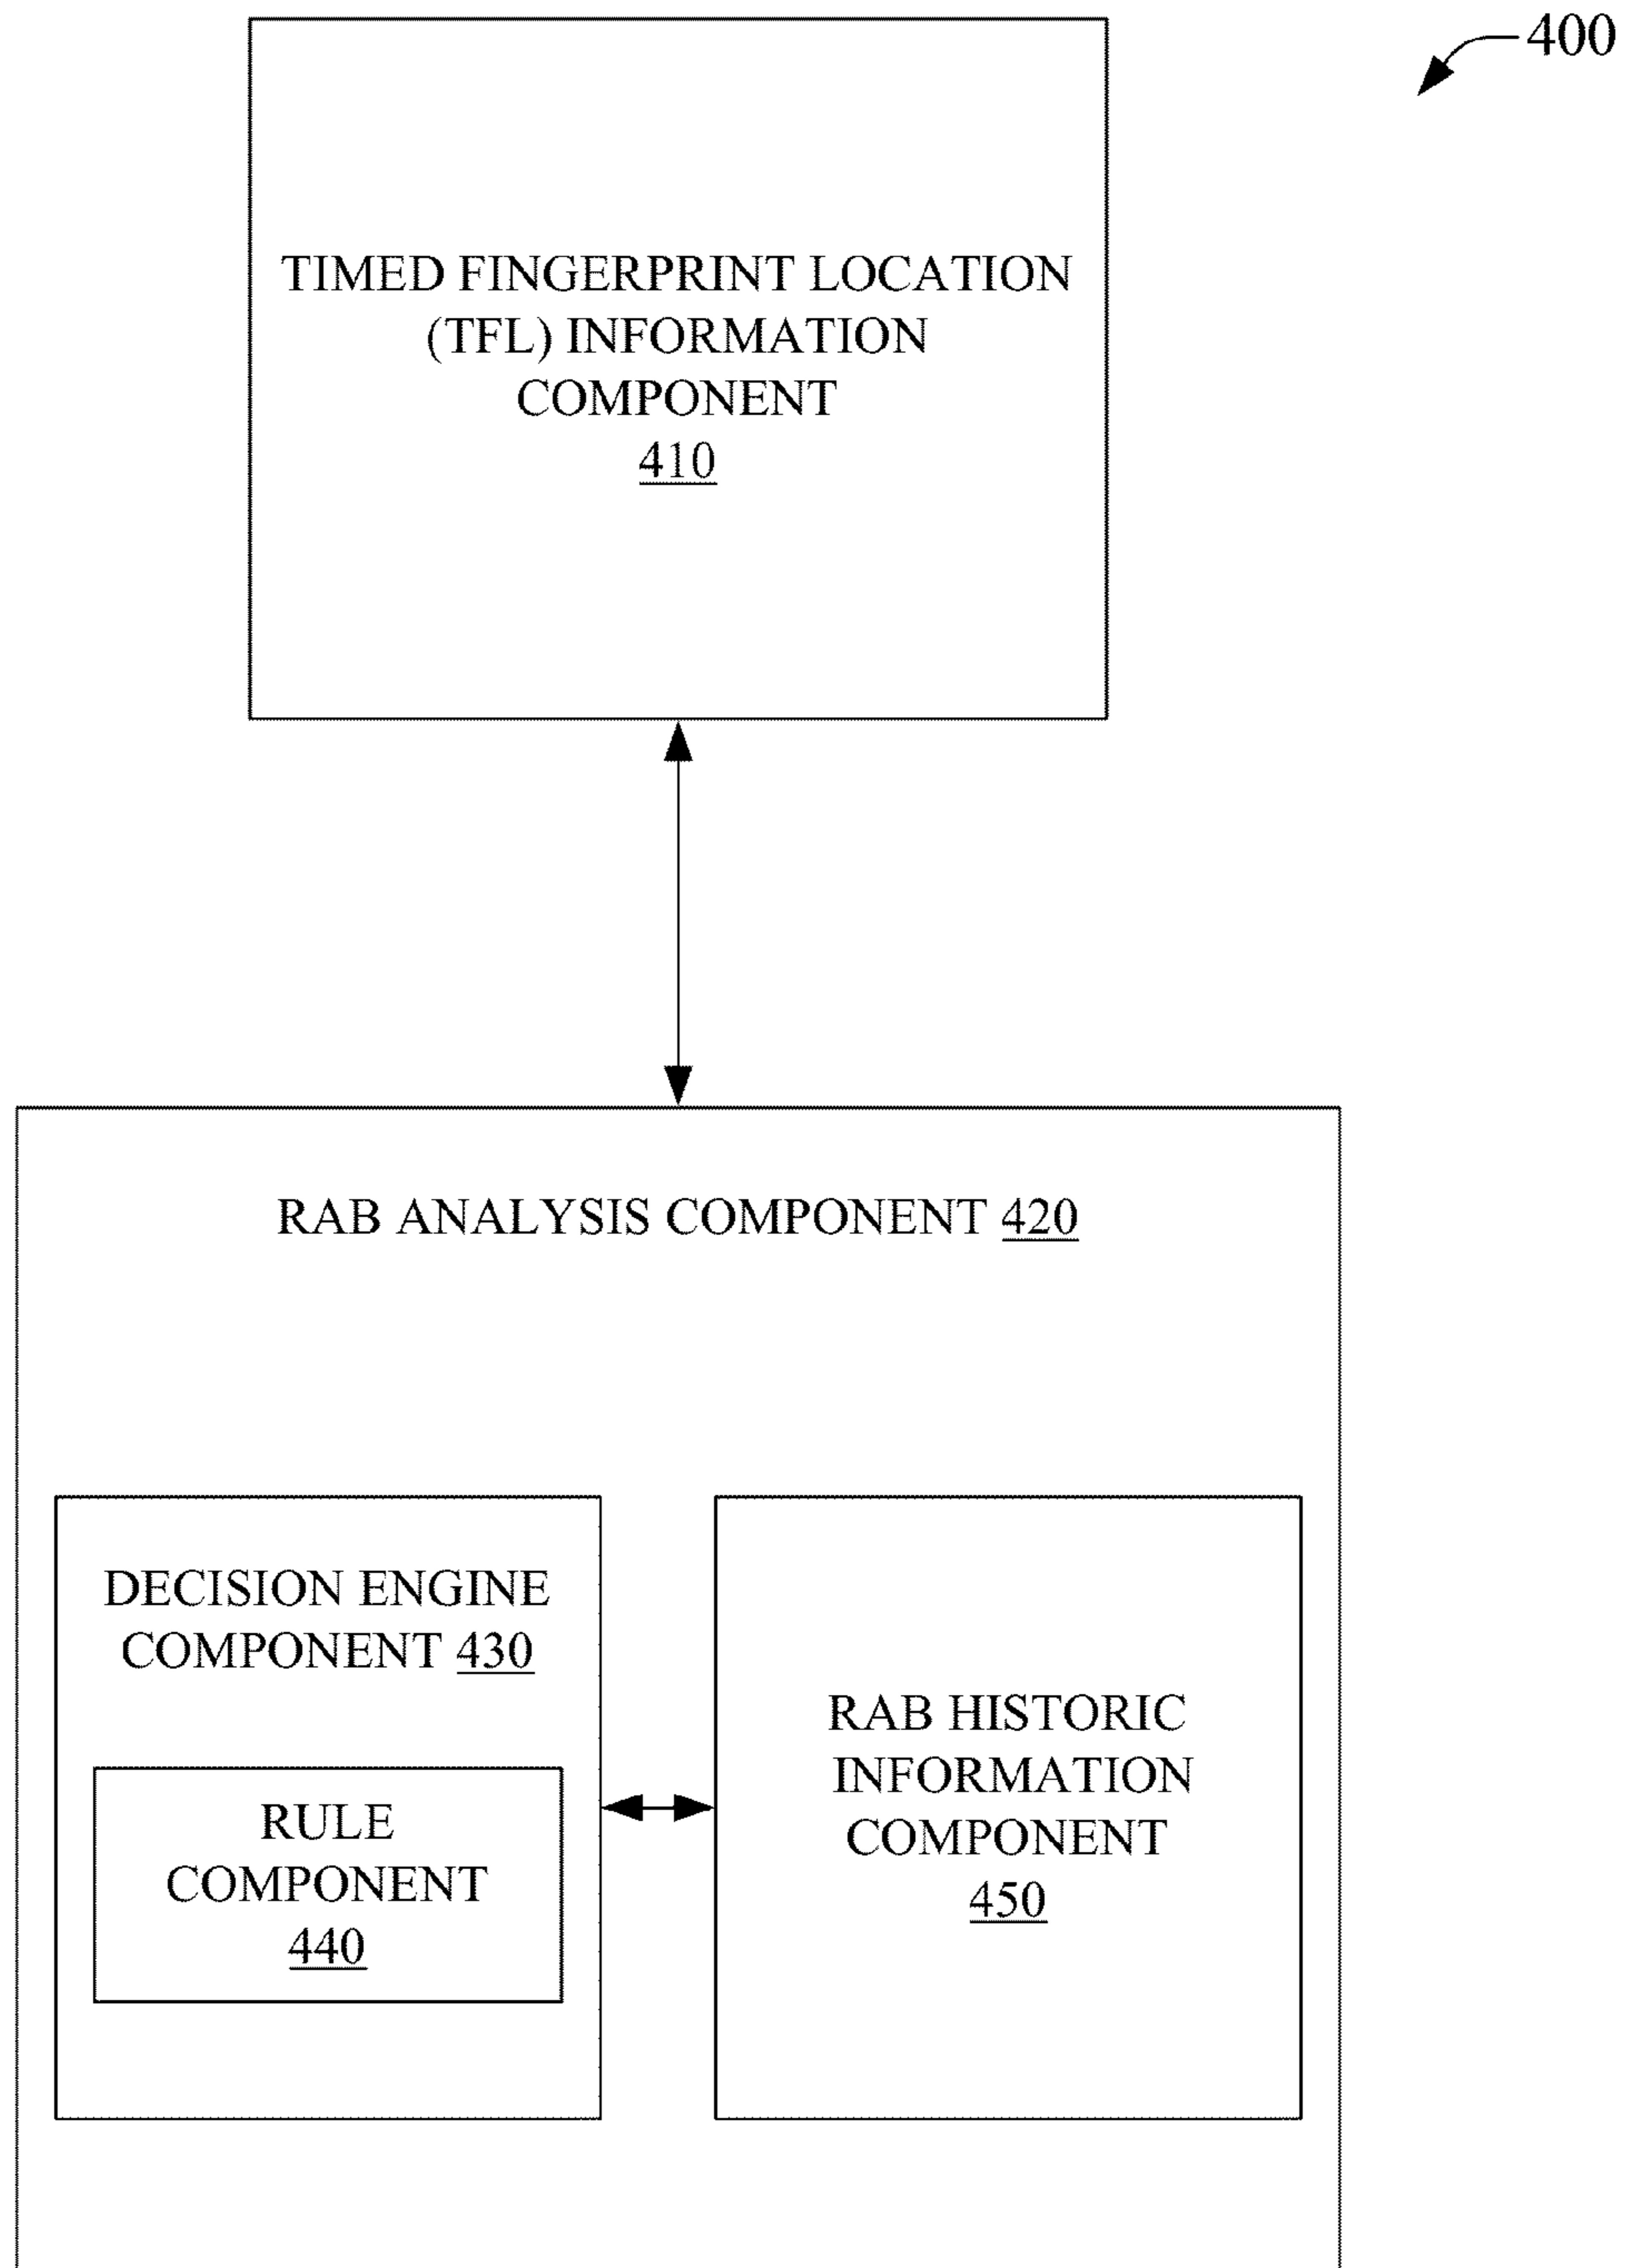 400
TIMED FINGERPRINT LOCATION
(TFL) INFORMATION
COMPONENT
410
RAB ANALYSIS COMPONENT 420
DECISION ENGINE
COMPONENT 430
RULE
COMPONENT
440
RAB HISTORIC
INFORMATION
COMPONENT
450